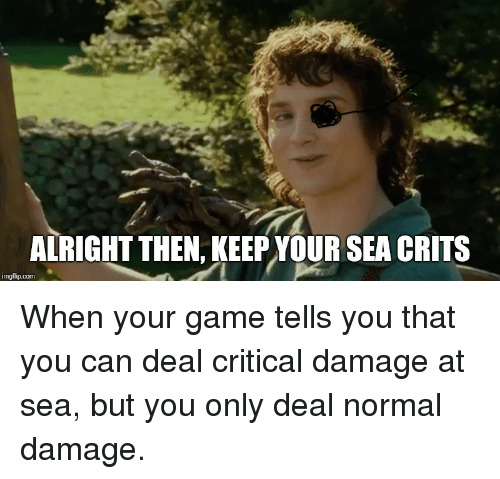 ALRIGHT THEN, KEEP YOUR SEA CRITS
imgflip.com
When your game tells you that
you can deal critical damage at
sea, but you only deal normal
damage.